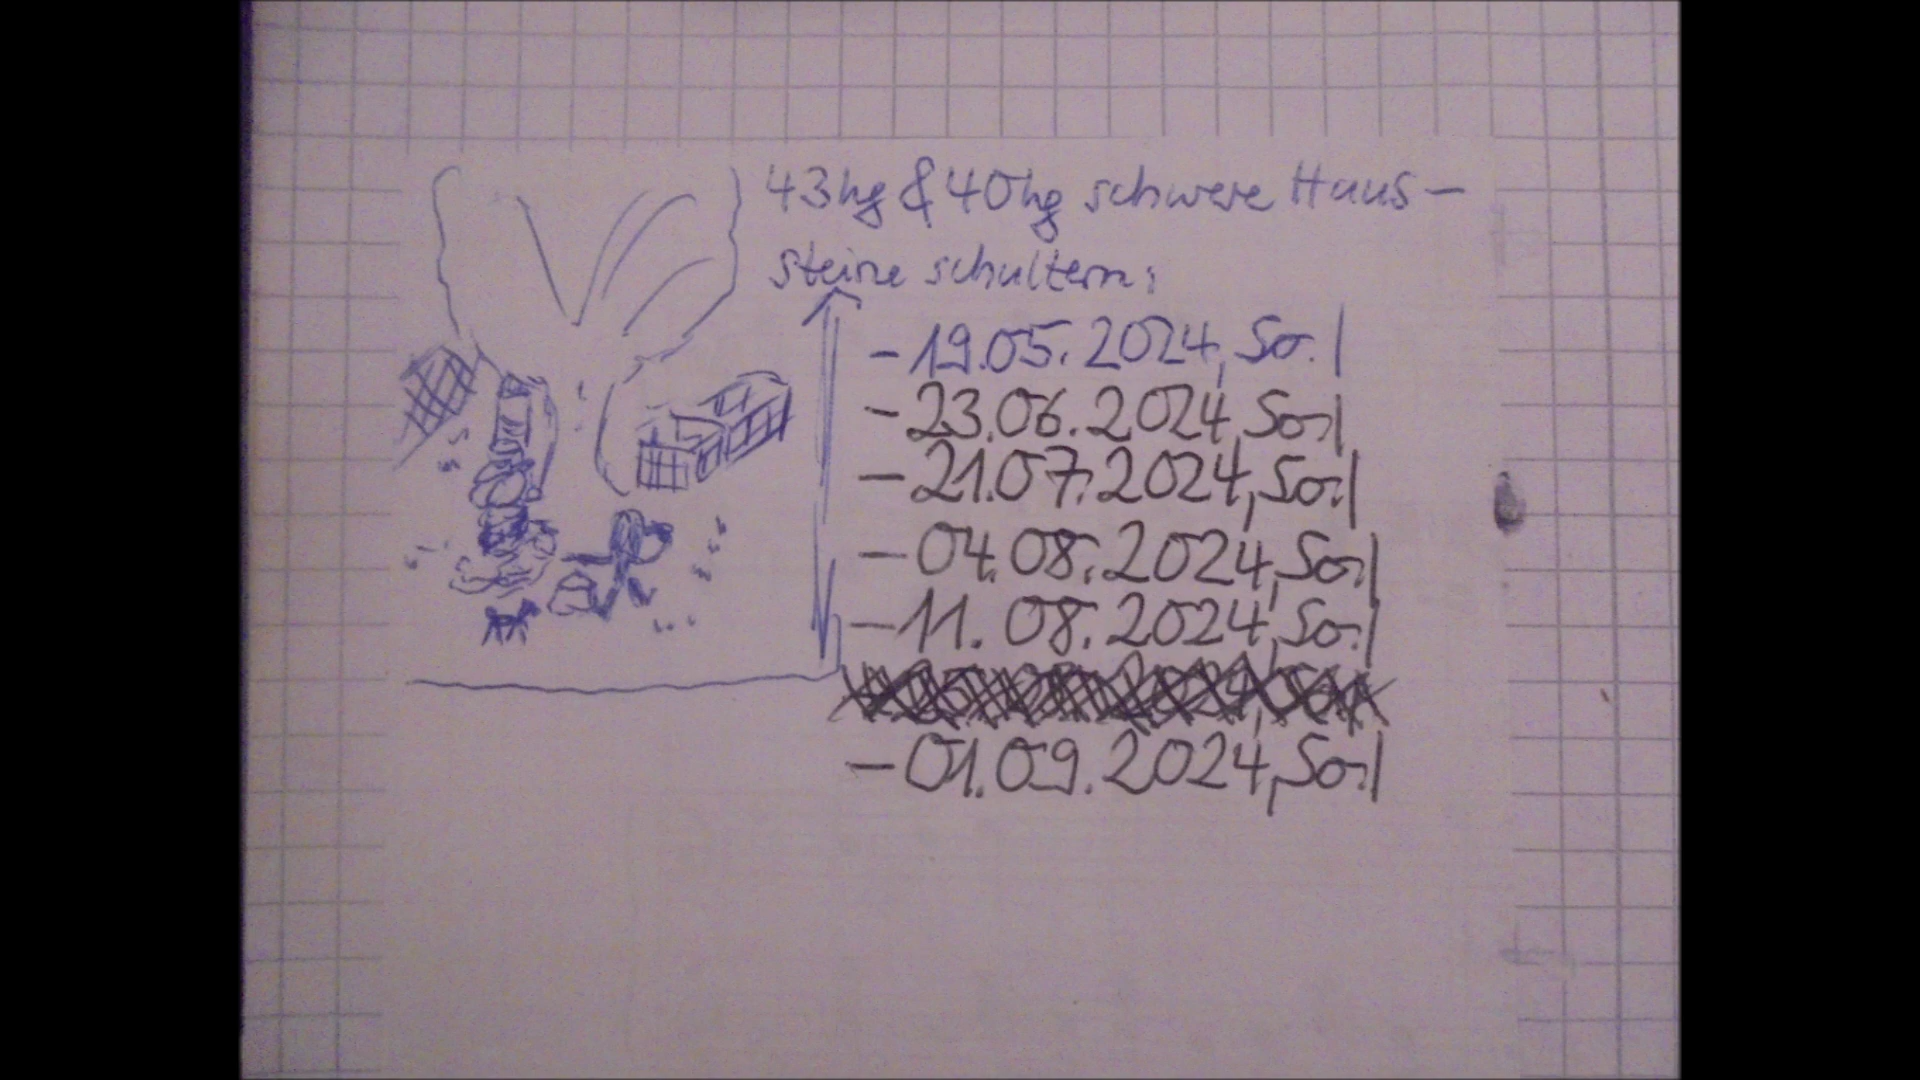 43kg & 40kg schwere Haus-
steine schultern:
- 19.05.2024, So. |
- 23.06.2024, So. |
- 21.07.2024, So. |
- 04.08.2024, So. |
- 11.08.2024, So. |
- 01.09.2024, So. |